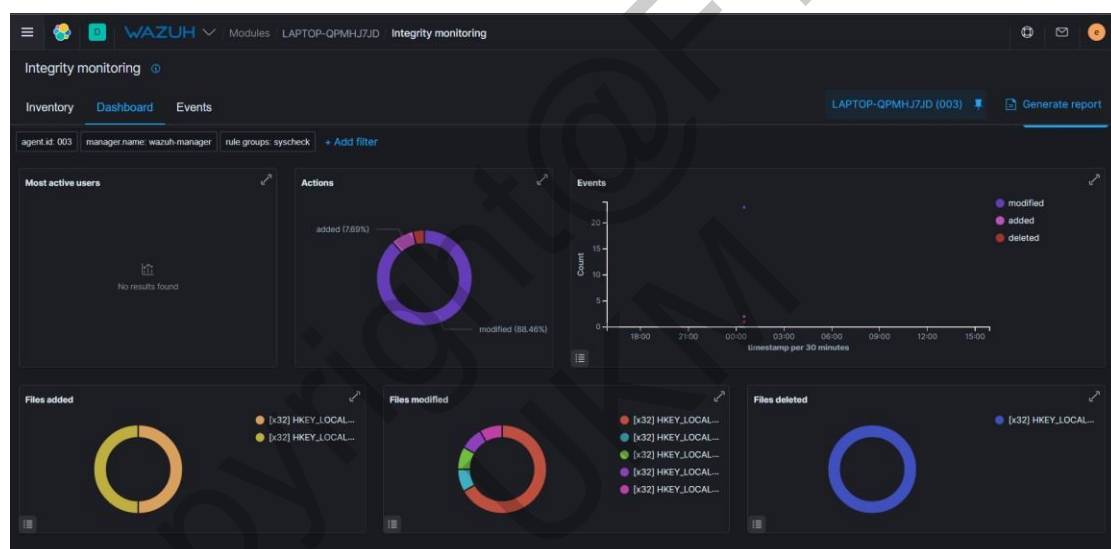 D WAZUH / Modules / LAPTOP-QPMHJ7JD / Integrity monitoring e
Integrity monitoring
Inventory Dashboard Events LAPTOP-QPMHJ7JD (003) Generate report
agent.id: 003 manager.name: wazuh-manager rule.groups: syscheck + Add filter
Most active users
No results found
Actions
added (7.69%)
modified (88.46%)
Events
modified
added
deleted
Count
20
15
10
5
0
18:00 21:00 00:00 03:00 06:00 09:00 12:00 15:00
timestamp per 30 minutes
Files added
[x32] HKEY_LOCAL...
[x32] HKEY_LOCAL...
Files modified
[x32] HKEY_LOCAL...
[x32] HKEY_LOCAL...
[x32] HKEY_LOCAL...
[x32] HKEY_LOCAL...
[x32] HKEY_LOCAL...
Files deleted
[x32] HKEY_LOCAL...
pyright@F
UKM